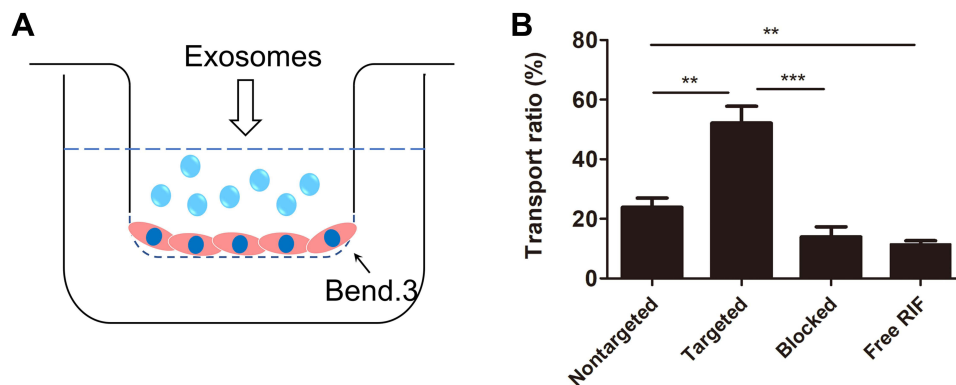 A
Exosomes
Bend.3
B
Transport ratio (%)
80
60
40
20
0
**
**
***
Nontargeted
Targeted
Blocked
Free RIF